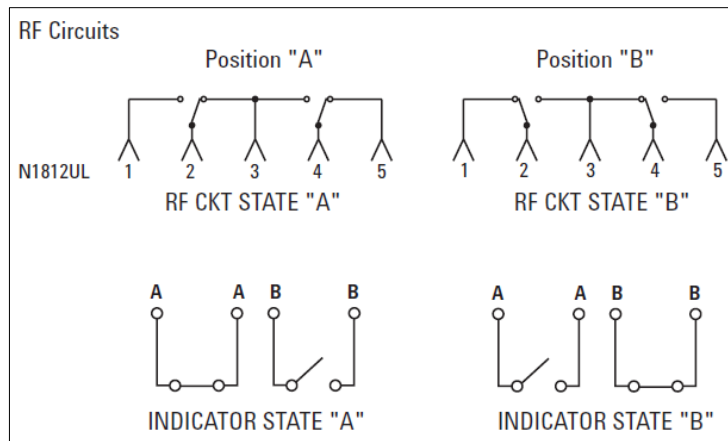 RF Circuits
Position "A" Position "B"
N1812UL 1 2 3 4 5 1 2 3 4 5
RF CKT STATE "A" RF CKT STATE "B"
A A B B A A B B
INDICATOR STATE "A" INDICATOR STATE "B"